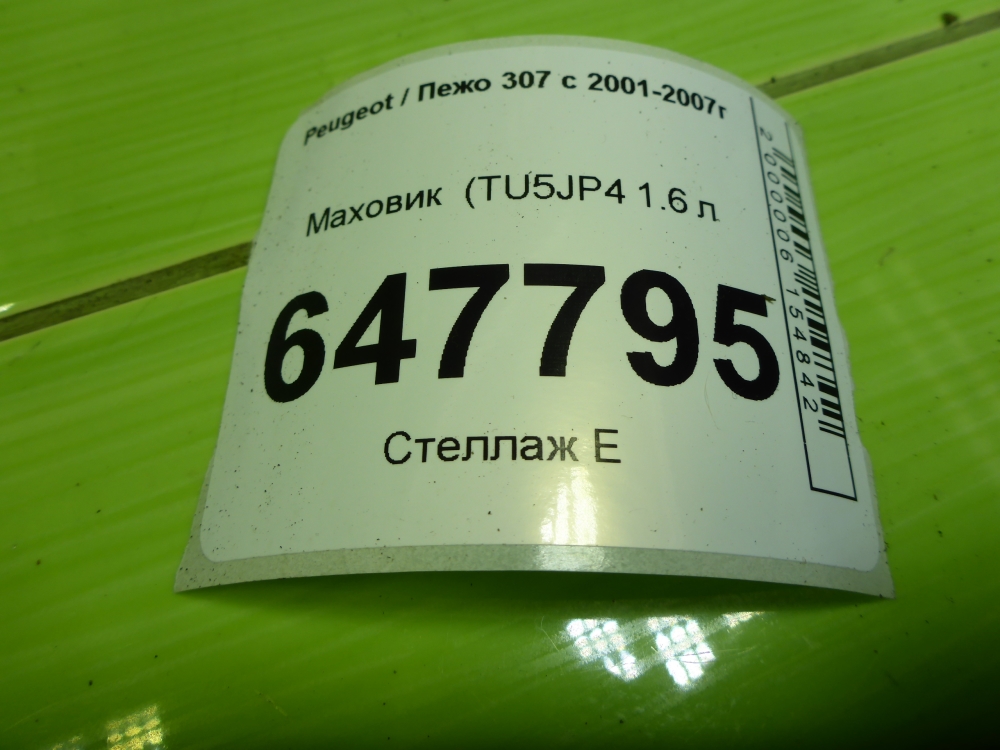 Peugeot / Пежо 307 с 2001-2007г
Маховик (TU5JP4 1.6 л
647795
Стеллаж Е
2000006154842